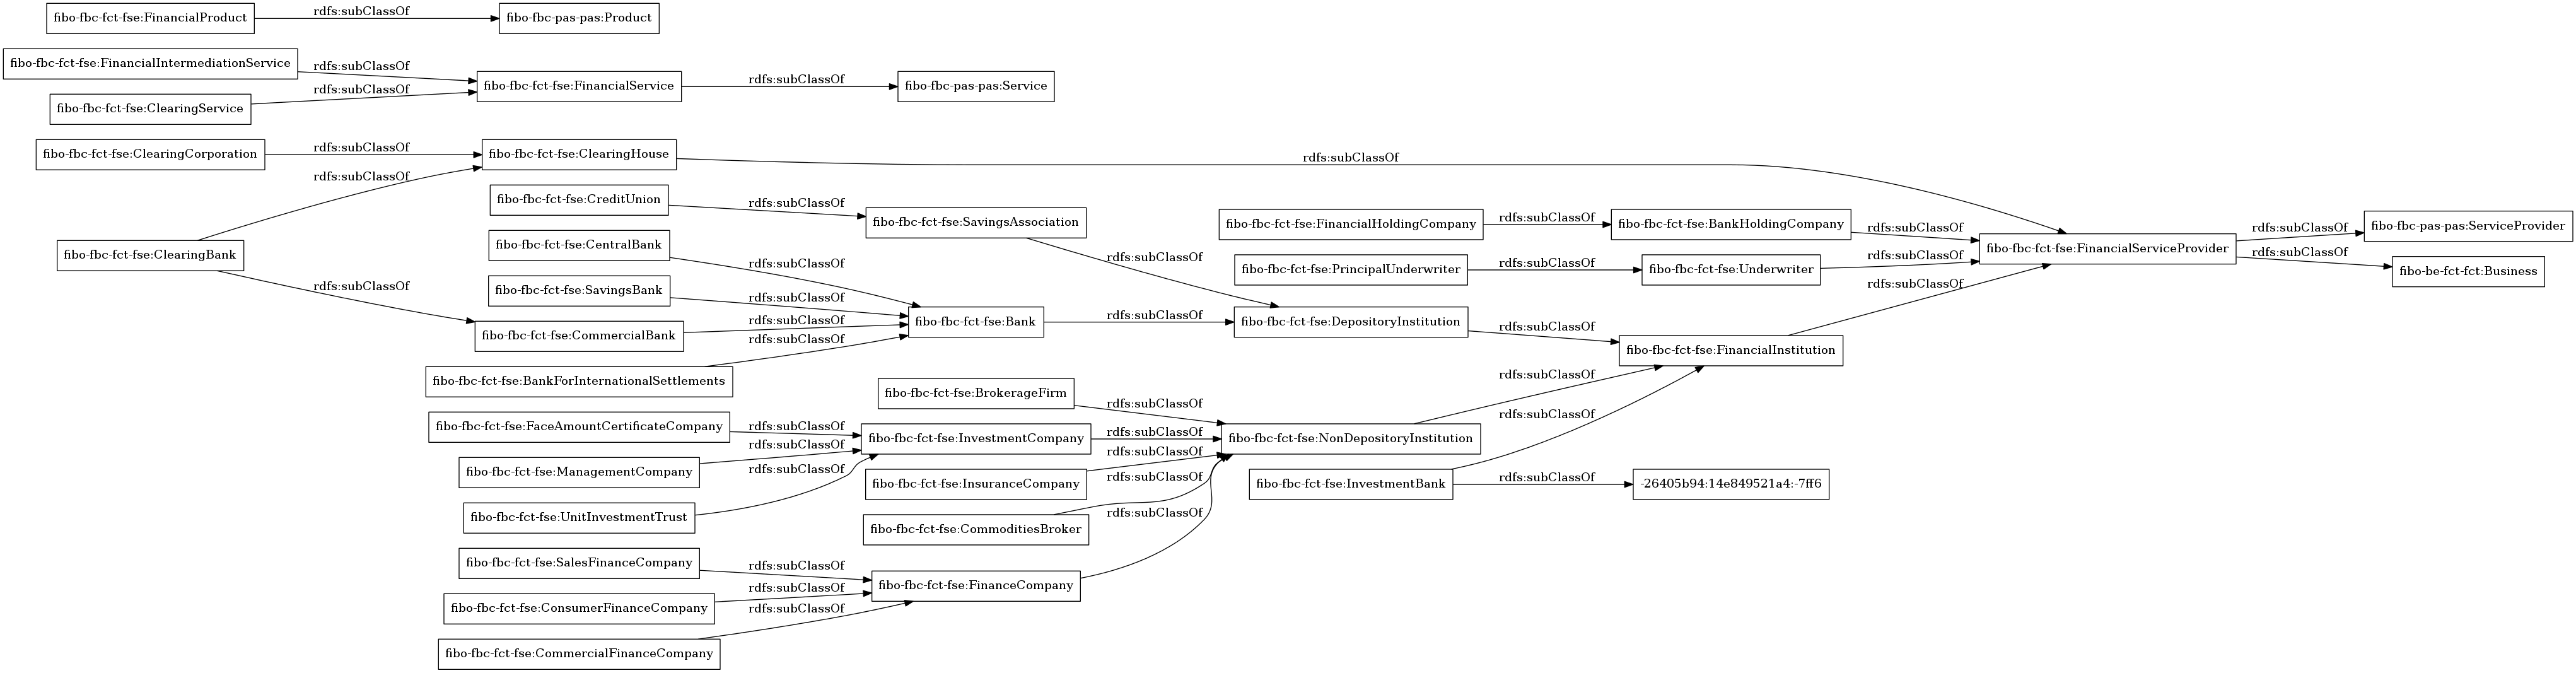 fibo-fbc-fct-fse:FinancialProduct
rdfs:subClassOf
fibo-fbc-pas-pas:Product
fibo-fbc-fct-fse:FinancialIntermediationService
rdfs:subClassOf
fibo-fbc-fct-fse:ClearingService
rdfs:subClassOf
fibo-fbc-fct-fse:FinancialService
rdfs:subClassOf
fibo-fbc-pas-pas:Service
fibo-fbc-fct-fse:ClearingCorporation
rdfs:subClassOf
fibo-fbc-fct-fse:ClearingHouse
rdfs:subClassOf
rdfs:subClassOf
fibo-fbc-fct-fse:ClearingBank
rdfs:subClassOf
fibo-fbc-fct-fse:CreditUnion
rdfs:subClassOf
fibo-fbc-fct-fse:SavingsAssociation
rdfs:subClassOf
fibo-fbc-fct-fse:CentralBank
rdfs:subClassOf
fibo-fbc-fct-fse:SavingsBank
rdfs:subClassOf
fibo-fbc-fct-fse:CommercialBank
rdfs:subClassOf
fibo-fbc-fct-fse:BankForInternationalSettlements
rdfs:subClassOf
fibo-fbc-fct-fse:Bank
rdfs:subClassOf
fibo-fbc-fct-fse:DepositoryInstitution
rdfs:subClassOf
fibo-fbc-fct-fse:FinancialHoldingCompany
rdfs:subClassOf
fibo-fbc-fct-fse:BankHoldingCompany
rdfs:subClassOf
fibo-fbc-fct-fse:PrincipalUnderwriter
rdfs:subClassOf
fibo-fbc-fct-fse:Underwriter
rdfs:subClassOf
fibo-fbc-fct-fse:FinancialInstitution
rdfs:subClassOf
fibo-fbc-fct-fse:FinancialServiceProvider
rdfs:subClassOf
fibo-fbc-pas-pas:ServiceProvider
rdfs:subClassOf
fibo-be-fct-fct:Business
fibo-fbc-fct-fse:BrokerageFirm
rdfs:subClassOf
fibo-fbc-fct-fse:FaceAmountCertificateCompany
rdfs:subClassOf
fibo-fbc-fct-fse:ManagementCompany
rdfs:subClassOf
fibo-fbc-fct-fse:UnitInvestmentTrust
rdfs:subClassOf
fibo-fbc-fct-fse:InvestmentCompany
rdfs:subClassOf
fibo-fbc-fct-fse:InsuranceCompany
rdfs:subClassOf
fibo-fbc-fct-fse:CommoditiesBroker
rdfs:subClassOf
fibo-fbc-fct-fse:NonDepositoryInstitution
rdfs:subClassOf
fibo-fbc-fct-fse:InvestmentBank
rdfs:subClassOf
rdfs:subClassOf
-26405b94:14e849521a4:-7ff6
fibo-fbc-fct-fse:SalesFinanceCompany
rdfs:subClassOf
fibo-fbc-fct-fse:ConsumerFinanceCompany
rdfs:subClassOf
fibo-fbc-fct-fse:CommercialFinanceCompany
rdfs:subClassOf
fibo-fbc-fct-fse:FinanceCompany
rdfs:subClassOf